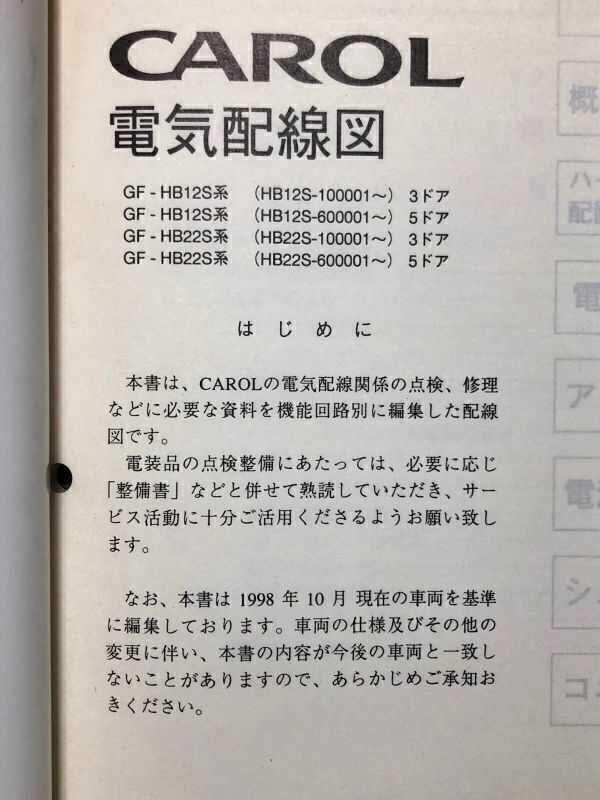 CAROL
電気配線図
GF - HB12S系 (HB12S-100001～) 3ドア
GF - HB12S系 (HB12S-600001～) 5ドア
GF - HB22S系 (HB22S-100001～) 3ドア
GF - HB22S系 (HB22S-600001～) 5ドア
はじめに
本書は、CAROLの電気配線関係の点検、修理
などに必要な資料を機能回路別に編集した配線
図です。
電装品の点検整備にあたっては、必要に応じ
「整備書」などと併せて熟読していただき、サー
ビス活動に十分ご活用くださるようお願い致し
ます。
なお、本書は 1998 年 10 月 現在の車両を基準
に編集しております。車両の仕様及びその他の
変更に伴い、本書の内容が今後の車両と一致し
ないことがありますので、あらかじめご承知お
きください。
概
ハー
配置
電
ア
シ
コ